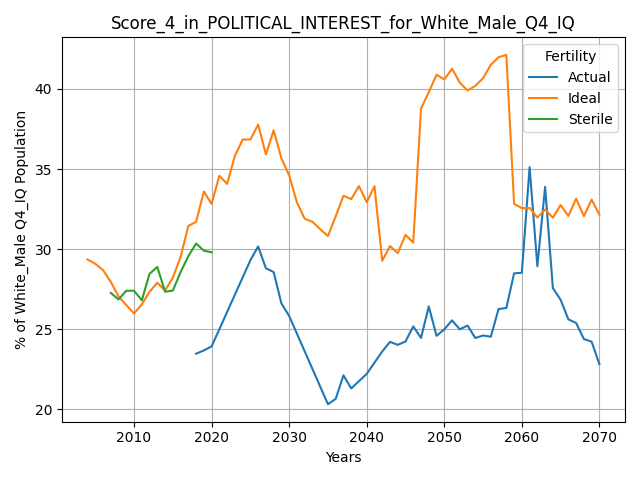 Score_4_in_POLITICAL_INTEREST_for_White_Male_Q4_IQ
% of White_Male Q4_IQ Population
40
35
30
25
20
Fertility
Actual
Ideal
Sterile
2010 2020 2030 2040 2050 2060 2070
Years